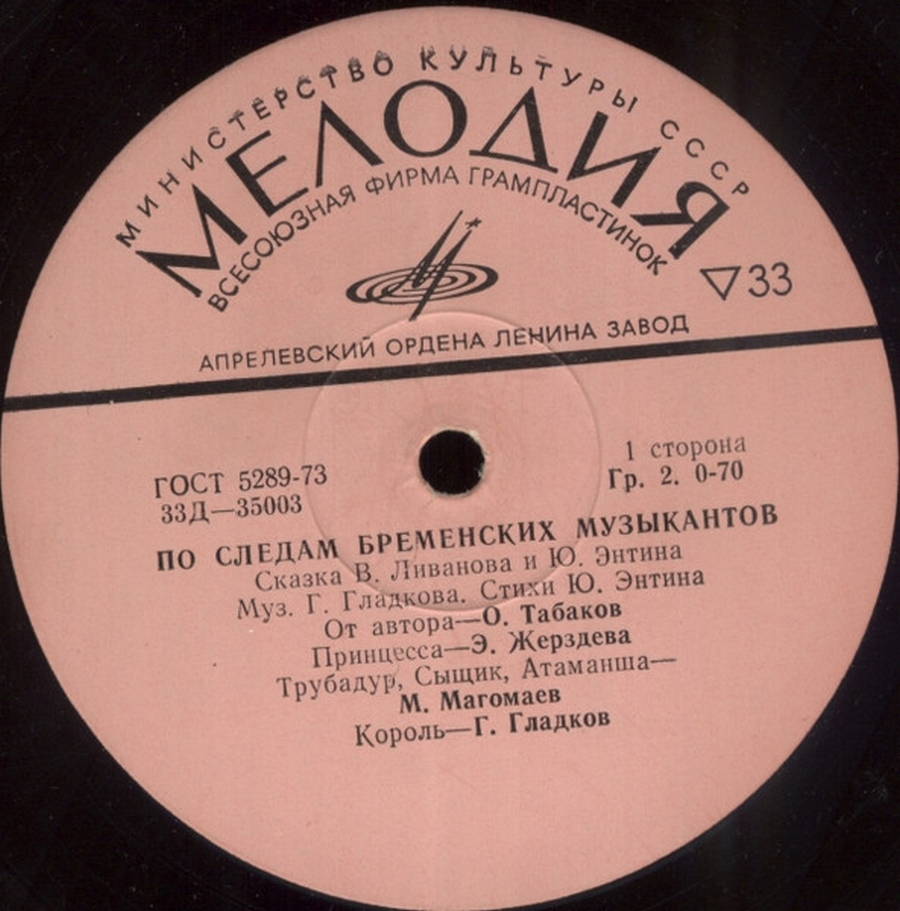 МИНИСТЕРСТВО КУЛЬТУРЫ СССР
МЕЛОДИЯ
ВСЕСОЮЗНАЯ ФИРМА ГРАМПЛАСТИНОК
▽33
АПРЕЛЕВСКИЙ ОРДЕНА ЛЕНИНА ЗАВОД
ГОСТ 5289-73
33Д—35003
1 сторона
Гр. 2. 0-70
ПО СЛЕДАМ БРЕМЕНСКИХ МУЗЫКАНТОВ
Сказка В. Ливанова и Ю. Энтина
Муз. Г. Гладкова. Стихи Ю. Энтина
От автора—О. Табаков
Принцесса—Э. Жерздева
Трубадур, Сыщик, Атаманша—
М. Магомаев
Король—Г. Гладков